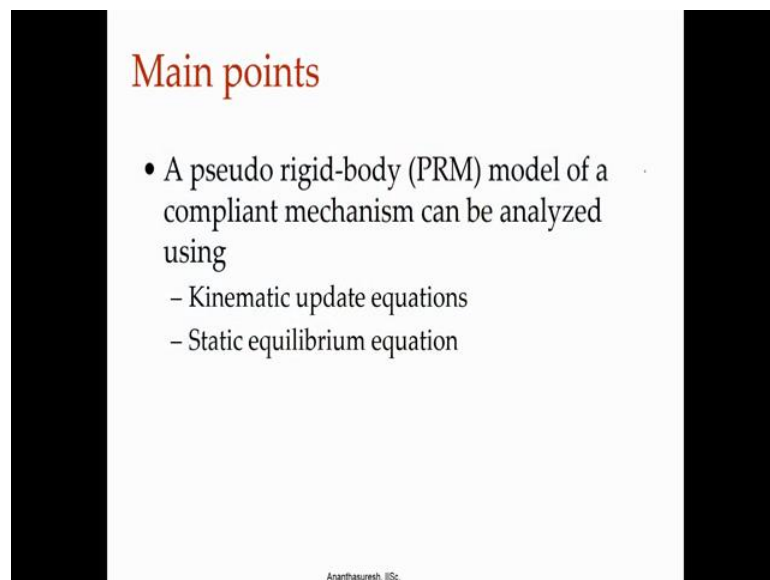 Main points
• A pseudo rigid-body (PRM) model of a
compliant mechanism can be analyzed
using
– Kinematic update equations
– Static equilibrium equation
Ananthasuresh, IISc.